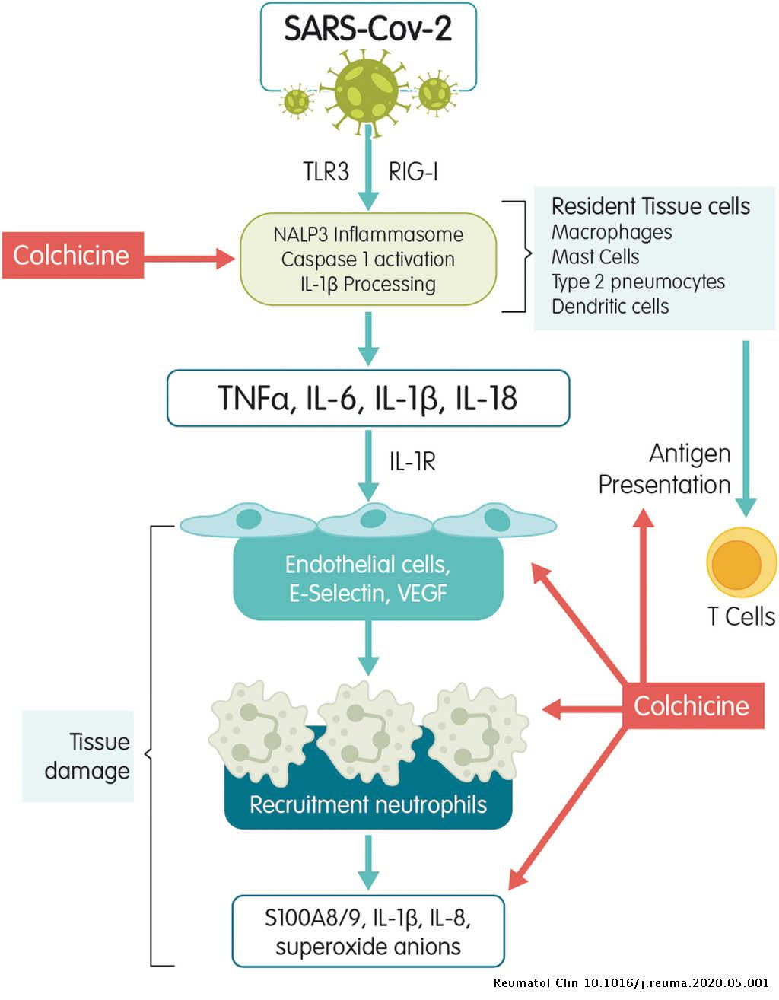 SARS-Cov-2
TLR3
RIG-I
Colchicine
NALP3 Inflammasome
Caspase 1 activation
IL-1β Processing
Resident Tissue cells
Macrophages
Mast Cells
Type 2 pneumocytes
Dendritic cells
TNFα, IL-6, IL-1β, IL-18
IL-1R
Antigen
Presentation
T Cells
Endothelial cells,
E-Selectin, VEGF
Colchicine
Tissue
damage
Recruitment neutrophils
S100A8/9, IL-1β, IL-8,
superoxide anions
Reumatol Clin 10.1016/j.reuma.2020.05.001